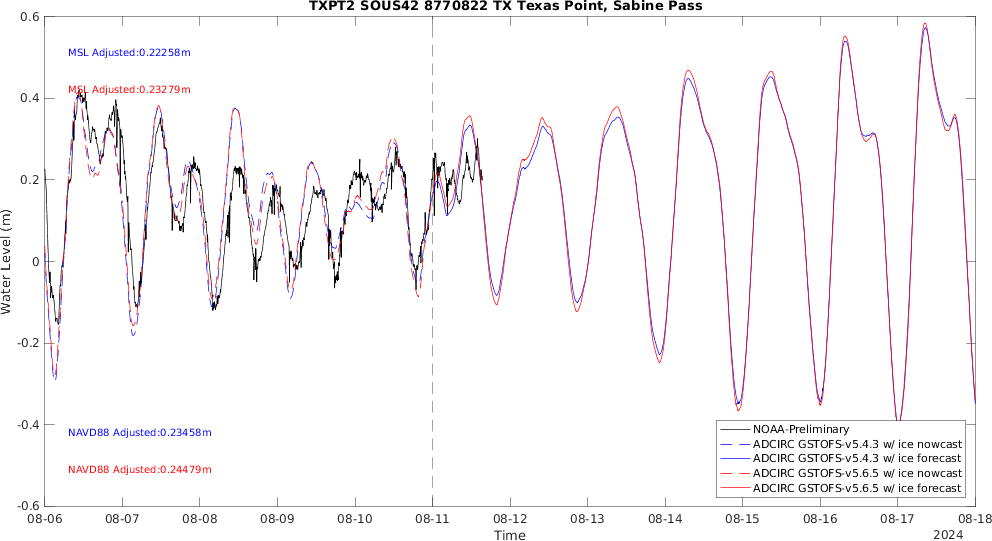 TXPT2 SOUS42 8770822 TX Texas Point, Sabine Pass
0.6
0.4
0.2
0
-0.2
-0.4
-0.6
Water Level (m)
MSL Adjusted:0.22258m
MSL Adjusted:0.23279m
NAVD88 Adjusted:0.23458m
NAVD88 Adjusted:0.24479m
NOAA-Preliminary
ADCIRC GSTOFS-v5.4.3 w/ ice nowcast
ADCIRC GSTOFS-v5.4.3 w/ ice forecast
ADCIRC GSTOFS-v5.6.5 w/ ice nowcast
ADCIRC GSTOFS-v5.6.5 w/ ice forecast
08-06 08-07 08-08 08-09 08-10 08-11 08-12 08-13 08-14 08-15 08-16 08-17 08-18
Time
2024